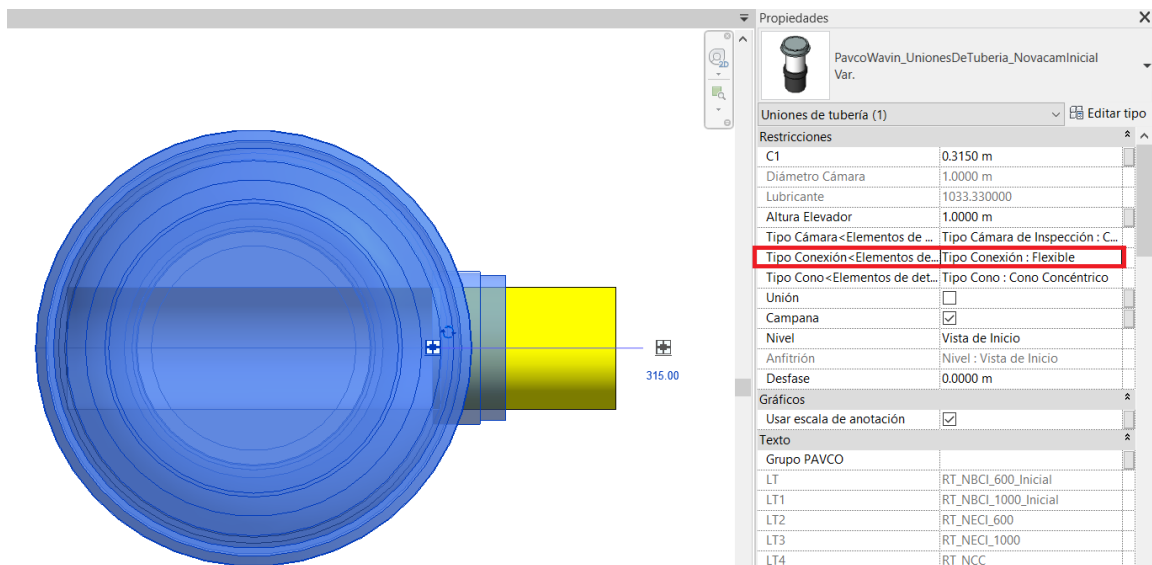 Propiedades
PavcoWavin_UnionesDeTuberia_NovacamInicial
Var.
2D
Uniones de tubería (1)
Editar tipo
Restricciones
C1 0.3150 m
Diámetro Cámara 1.0000 m
Lubricante 1033.330000
Altura Elevador 1.0000 m
Tipo Cámara<Elementos de ... Tipo Cámara de Inspección : C...
Tipo Conexión<Elementos de... Tipo Conexión : Flexible
Tipo Cono<Elementos de det... Tipo Cono : Cono Concéntrico
Unión
Campana
Nivel Vista de Inicio
Anfitrión Nivel : Vista de Inicio
Desfase 0.0000 m
Gráficos
Usar escala de anotación
Texto
Grupo PAVCO
LT RT_NBCI_600_Inicial
LT1 RT_NBCI_1000_Inicial
LT2 RT_NECI_600
LT3 RT_NECI_1000
LT4 RT_NCC
315.00